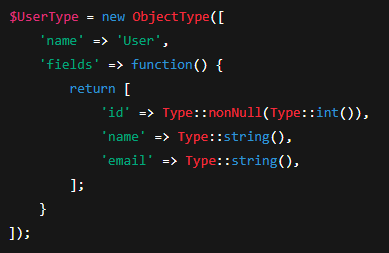 $UserType = new ObjectType([
    'name' => 'User',
    'fields' => function() {
        return [
            'id' => Type::nonNull(Type::int()),
            'name' => Type::string(),
            'email' => Type::string(),
        ];
    }
]);